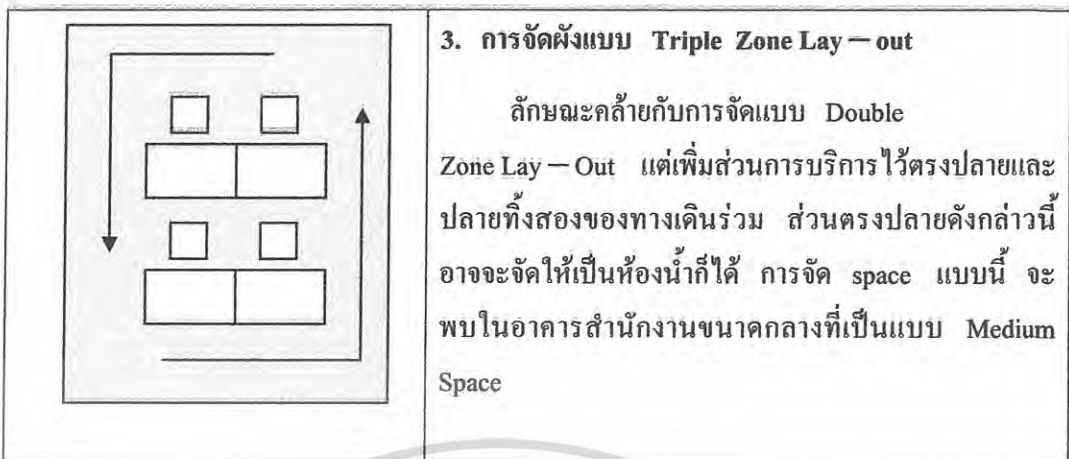 3. การจัดผังแบบ Triple Zone Lay – out
ลักษณะคล้ายกับการจัดแบบ Double
Zone Lay – Out แต่เพิ่มส่วนการบริการไว้ตรงปลายและ
ปลายทั้งสองของทางเดินร่วม ส่วนตรงปลายดังกล่าวนี้
อาจจะจัดให้เป็นห้องน้ำก็ได้ การจัด space แบบนี้ จะ
พบในอาคารสำนักงานขนาดกลางที่เป็นแบบ Medium
Space